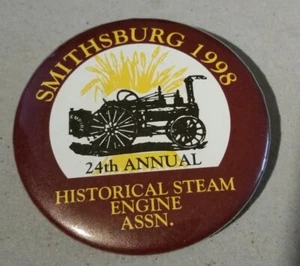 SMITHSBURG 1998
24th ANNUAL
HISTORICAL STEAM
ENGINE
ASSN.